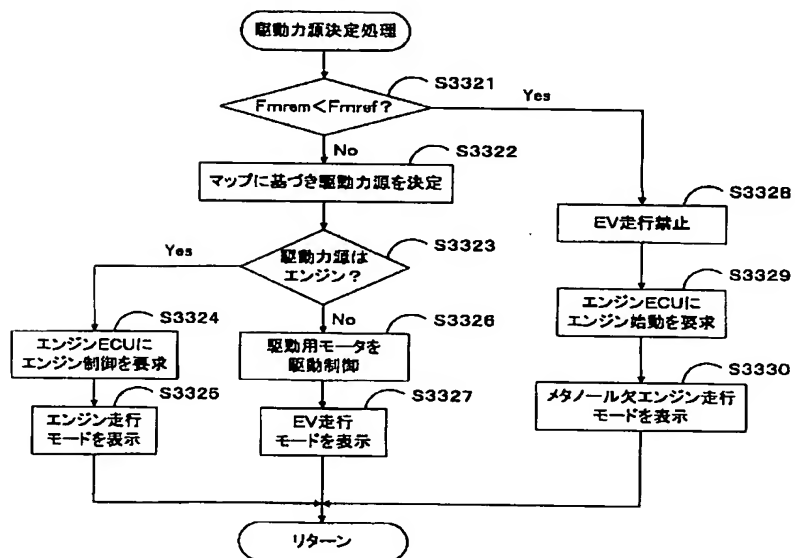 駆動力源決定処理
S3321
Fmrem<Fmref?
Yes
No
S3322
マップに基づき駆動力源を決定
S3328
EV走行禁止
S3323
Yes
駆動力源は
エンジン?
S3329
エンジンECUに
エンジン始動を要求
S3324
No
S3326
エンジンECUに
エンジン制御を要求
駆動用モータを
駆動制御
S3330
メタノール欠エンジン走行
モードを表示
S3325
エンジン走行
モードを表示
S3327
EV走行
モードを表示
リターン